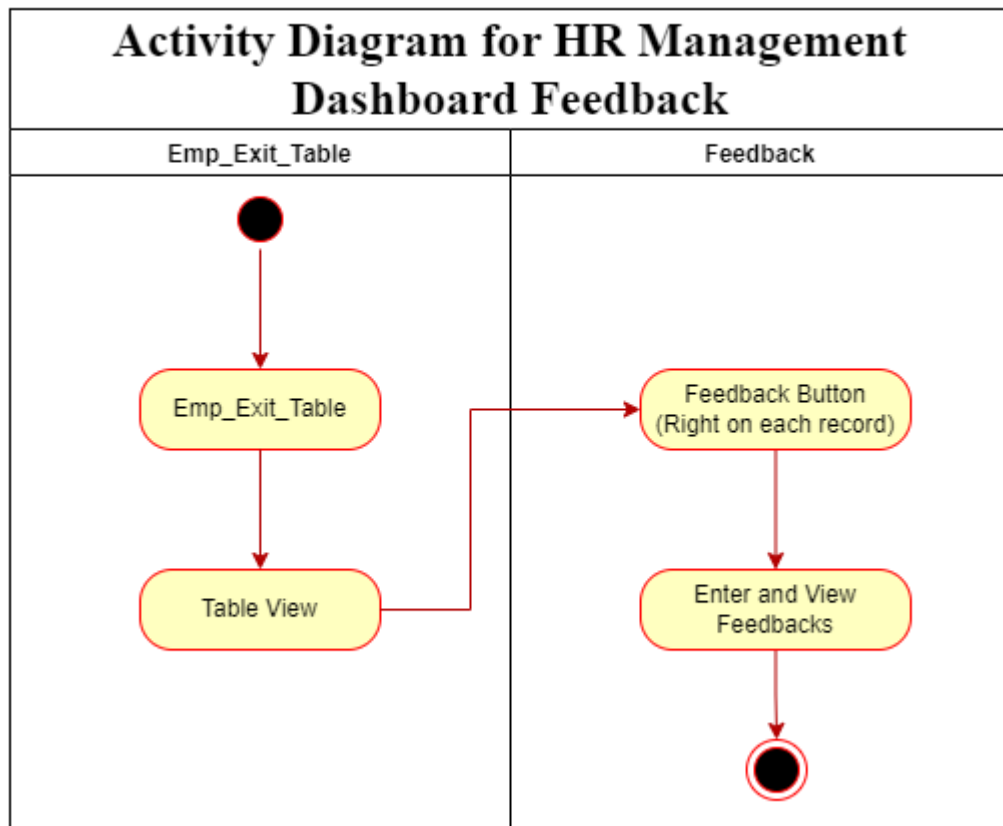 Activity Diagram for HR Management
Dashboard Feedback
Emp_Exit_Table
Feedback
Emp_Exit_Table
Table View
Feedback Button
(Right on each record)
Enter and View
Feedbacks